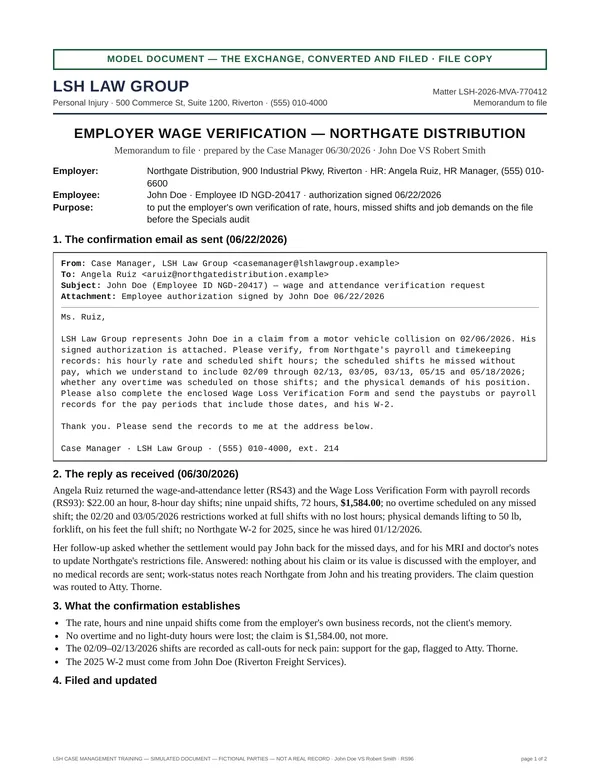 MODEL DOCUMENT — THE EXCHANGE, CONVERTED AND FILED · FILE COPY
LSH LAW GROUP
Matter LSH-2026-MVA-770412
Personal Injury · 500 Commerce St, Suite 1200, Riverton · (555) 010-4000
Memorandum to file
EMPLOYER WAGE VERIFICATION — NORTHGATE DISTRIBUTION
Memorandum to file · prepared by the Case Manager 06/30/2026 · John Doe VS Robert Smith
Employer: Northgate Distribution, 900 Industrial Pkwy, Riverton · HR: Angela Ruiz, HR Manager, (555) 010-
6600
Employee: John Doe · Employee ID NGD-20417 · authorization signed 06/22/2026
Purpose: to put the employer's own verification of rate, hours, missed shifts and job demands on the file
before the Specials audit
1. The confirmation email as sent (06/22/2026)
From: Case Manager, LSH Law Group <casemanager@lshlawgroup.example>
To: Angela Ruiz <aruiz@northgatedistribution.example>
Subject: John Doe (Employee ID NGD-20417) — wage and attendance verification request
Attachment: Employee authorization signed by John Doe 06/22/2026
Ms. Ruiz,
LSH Law Group represents John Doe in a claim from a motor vehicle collision on 02/06/2026. His
signed authorization is attached. Please verify, from Northgate's payroll and timekeeping
records: his hourly rate and scheduled shift hours; the scheduled shifts he missed without
pay, which we understand to include 02/09 through 02/13, 03/05, 03/13, 05/15 and 05/18/2026;
whether any overtime was scheduled on those shifts; and the physical demands of his position.
Please also complete the enclosed Wage Loss Verification Form and send the paystubs or payroll
records for the pay periods that include those dates, and his W-2.
Thank you. Please send the records to me at the address below.
Case Manager · LSH Law Group · (555) 010-4000, ext. 214
2. The reply as received (06/30/2026)
Angela Ruiz returned the wage-and-attendance letter (RS43) and the Wage Loss Verification Form with payroll records
(RS93): $22.00 an hour, 8-hour day shifts; nine unpaid shifts, 72 hours, $1,584.00; no overtime scheduled on any missed
shift; the 02/20 and 03/05/2026 restrictions worked at full shifts with no lost hours; physical demands lifting to 50 lb,
forklift, on his feet the full shift; no Northgate W-2 for 2025, since he was hired 01/12/2026.
Her follow-up asked whether the settlement would pay John back for the missed days, and for his MRI and doctor's notes
to update Northgate's restrictions file. Answered: nothing about his claim or its value is discussed with the employer, and
no medical records are sent; work-status notes reach Northgate from John and his treating providers. The claim question
was routed to Atty. Thorne.
3. What the confirmation establishes
• The rate, hours and nine unpaid shifts come from the employer's own business records, not the client's memory.
• No overtime and no light-duty hours were lost; the claim is $1,584.00, not more.
• The 02/09–02/13/2026 shifts are recorded as call-outs for neck pain: support for the gap, flagged to Atty. Thorne.
• The 2025 W-2 must come from John Doe (Riverton Freight Services).
4. Filed and updated
LSH CASE MANAGEMENT TRAINING — SIMULATED DOCUMENT — FICTIONAL PARTIES — NOT A REAL RECORD · John Doe VS Robert Smith · RS96
page 1 of 2